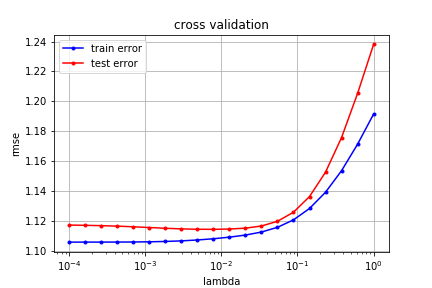 cross validation
train error
test error
1.24
1.22
1.20
1.18
1.16
1.14
1.12
1.10
rmse
10⁻⁴
10⁻³
10⁻²
10⁻¹
10⁰
lambda